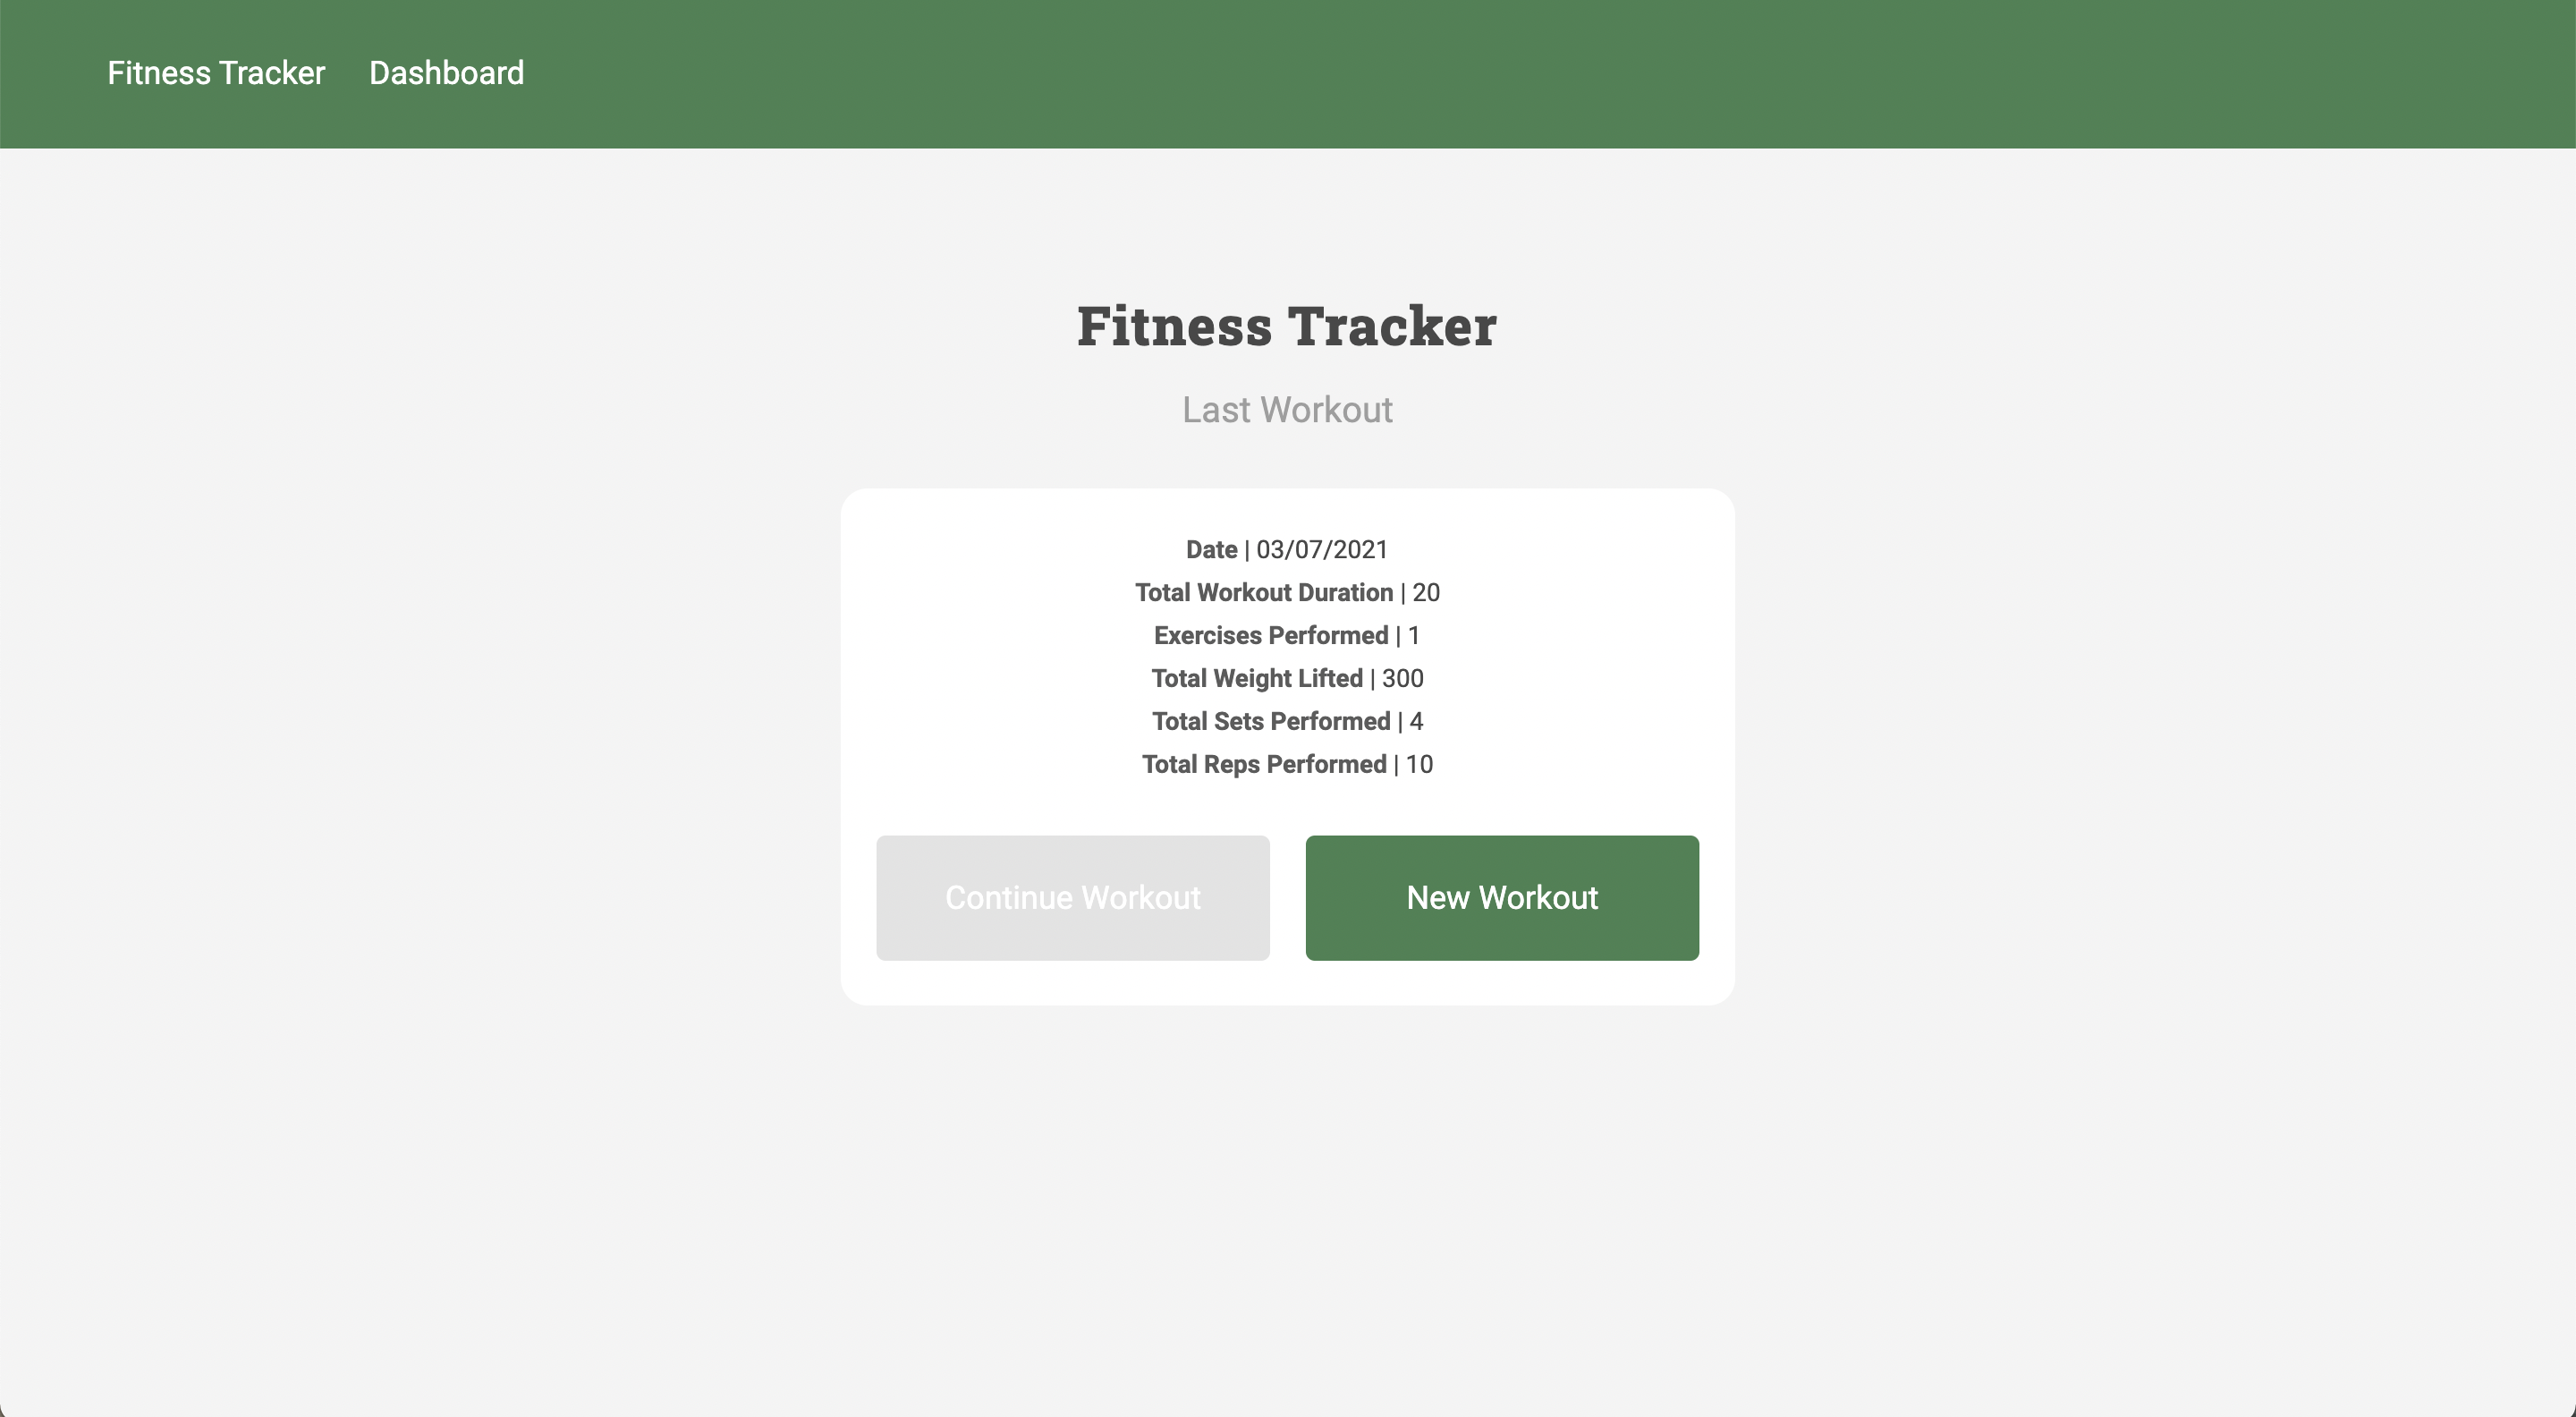 Fitness Tracker Dashboard
Fitness Tracker
Last Workout
Date | 03/07/2021
Total Workout Duration | 20
Exercises Performed | 1
Total Weight Lifted | 300
Total Sets Performed | 4
Total Reps Performed | 10
Continue Workout New Workout